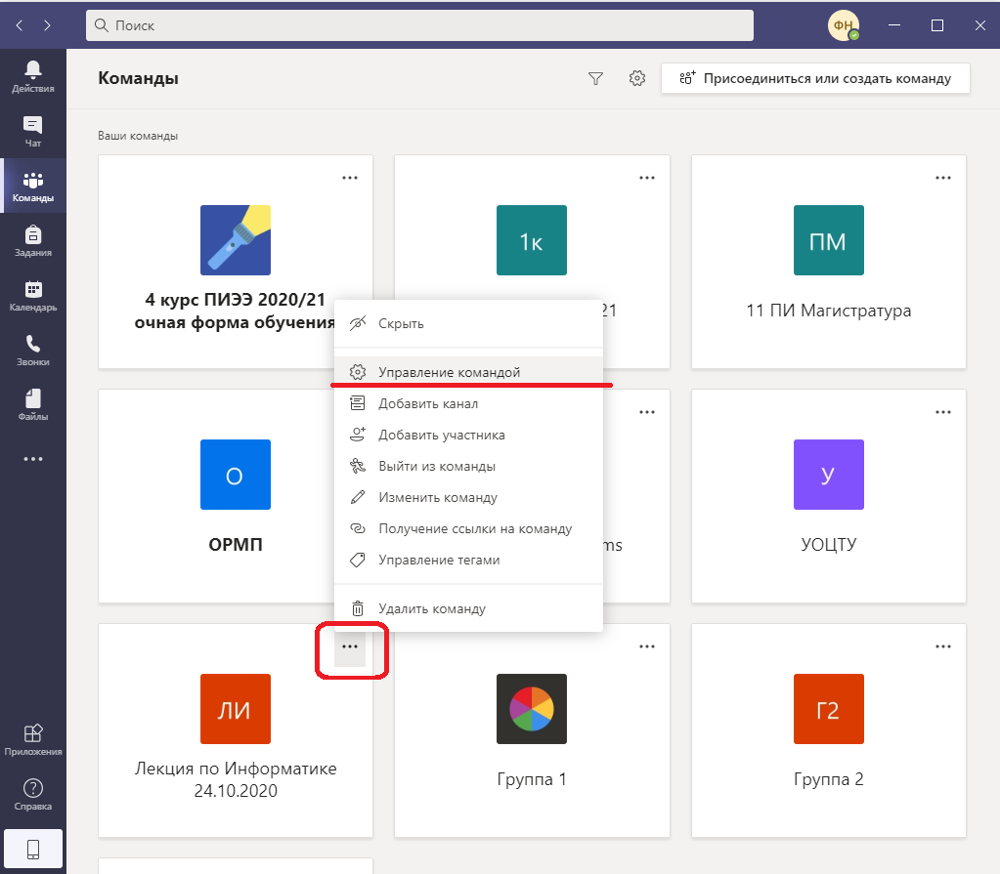 Поиск
ФН
Действия
Чат
Команды
Задания
Календарь
Звонки
Файлы
Приложения
Справка
Команды
Присоединиться или создать команду
Ваши команды
4 курс ПИЭЭ 2020/21
очная форма обучения
1к
21
ПМ
11 ПИ Магистратура
Скрыть
Управление командой
Добавить канал
Добавить участника
Выйти из команды
Изменить команду
Получение ссылки на команду
Управление тегами
Удалить команду
О
ОРМП
ms
У
УОЦТУ
ЛИ
Лекция по Информатике
24.10.2020
Группа 1
Г2
Группа 2